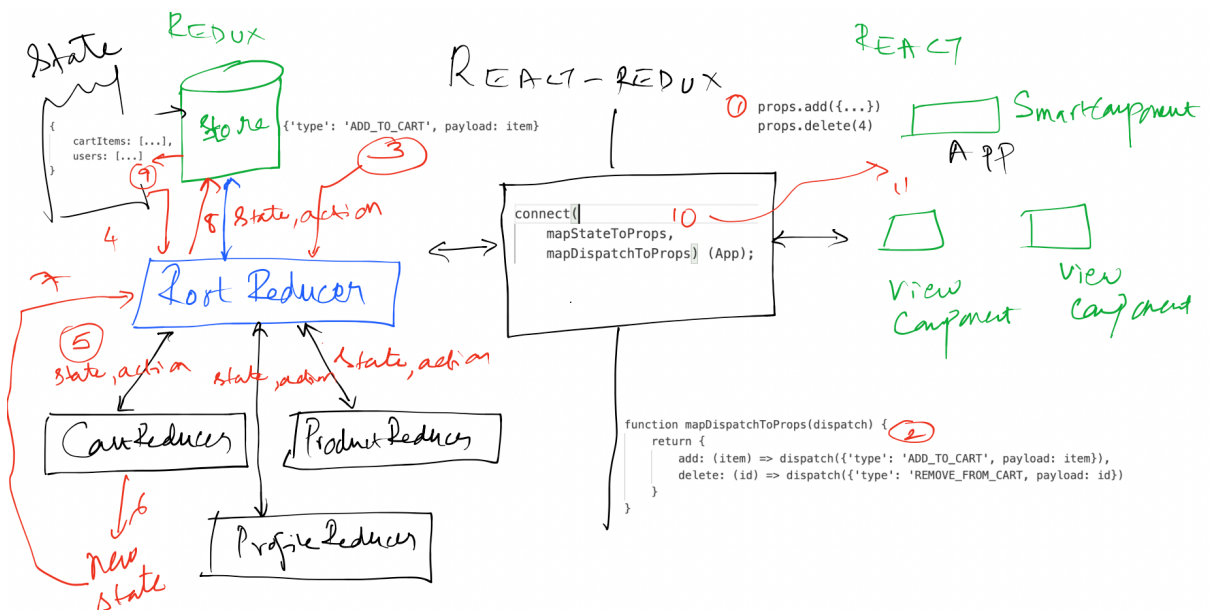 State
REDUX
Store
{
cartItems: [...],
users: [...]
}
9
{'type': 'ADD_TO_CART', payload: item}
3
4
8
State, action
Root Reducer
7
5
state, action
state, action
state, action
CartReducer
ProductReducer
ProfileReducer
6
new
state
REACT-REDUX
connect(
mapStateToProps,
mapDispatchToProps) (App);
10
REACT
1
props.add({...})
props.delete(4)
SmartComponent
App
11
View
Component
View
Component
function mapDispatchToProps(dispatch) {
2
return {
add: (item) => dispatch({'type': 'ADD_TO_CART', payload: item}),
delete: (id) => dispatch({'type': 'REMOVE_FROM_CART, payload: id})
}
}